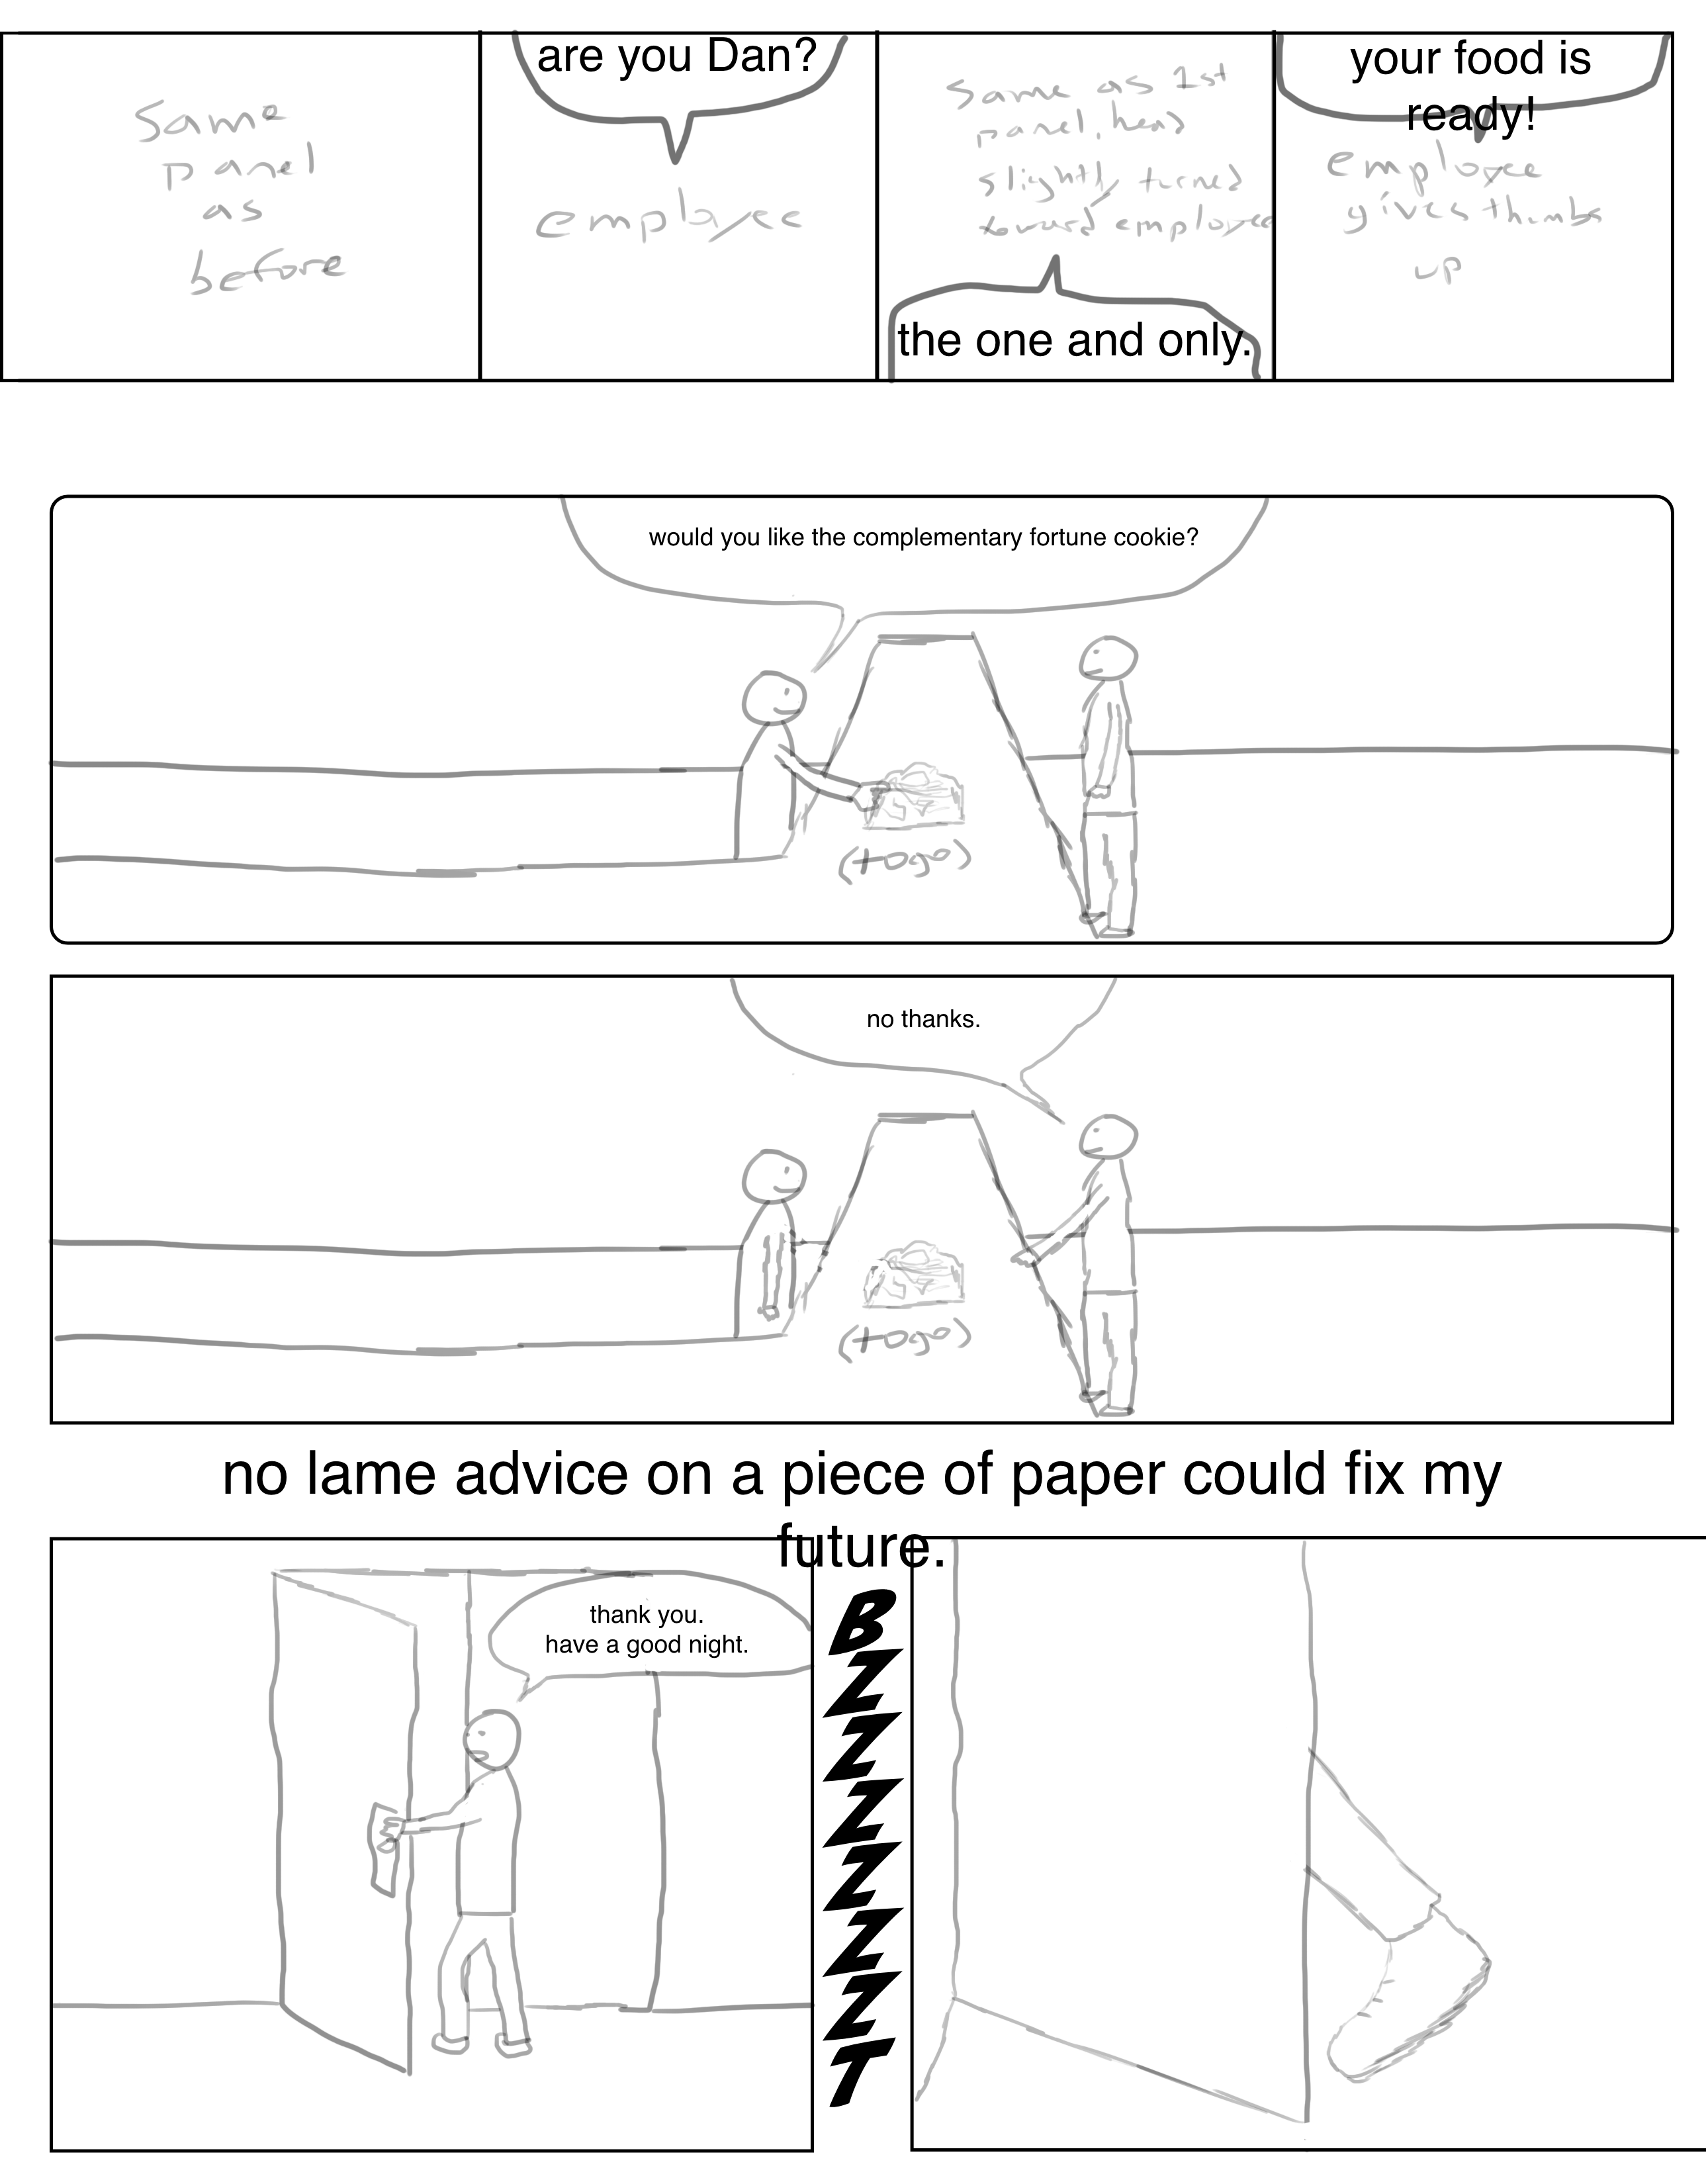 Same
panel
as
before
are you Dan?
employee
Same as 1st
panel, head
slightly turned
toward employee
the one and only.
your food is
ready!
employee
gives thumbs
up
would you like the complementary fortune cookie?
(togo)
no thanks.
(togo)
no lame advice on a piece of paper could fix my
future.
thank you.
have a good night.
BZZZZZZT